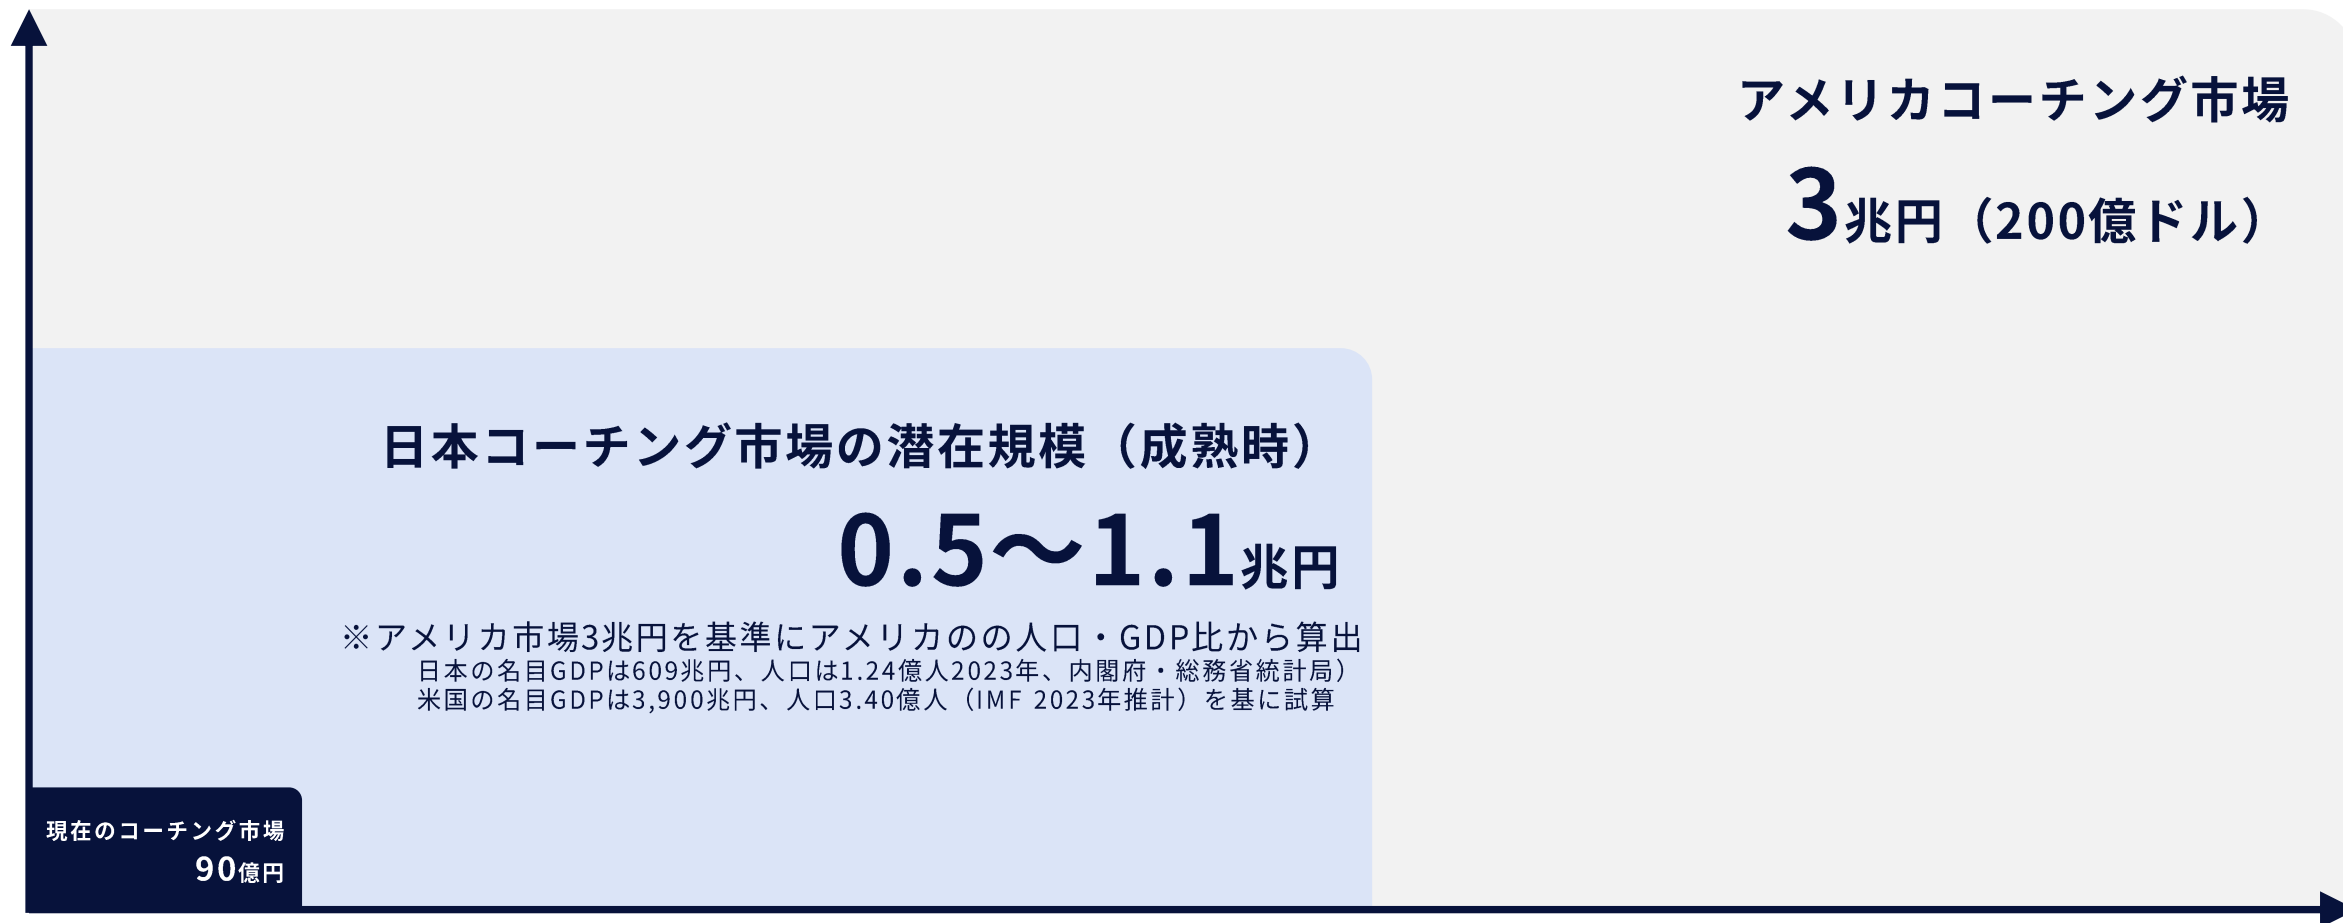 アメリカコーチング市場
3兆円（200億ドル）
日本コーチング市場の潜在規模（成熟時）
0.5〜1.1兆円
※アメリカ市場3兆円を基準にアメリカのの人口・GDP比から算出
日本の名目GDPは609兆円、人口は1.24億人2023年、内閣府・総務省統計局）
米国の名目GDPは3,900兆円、人口3.40億人（IMF 2023年推計）を基に試算
現在のコーチング市場
90億円